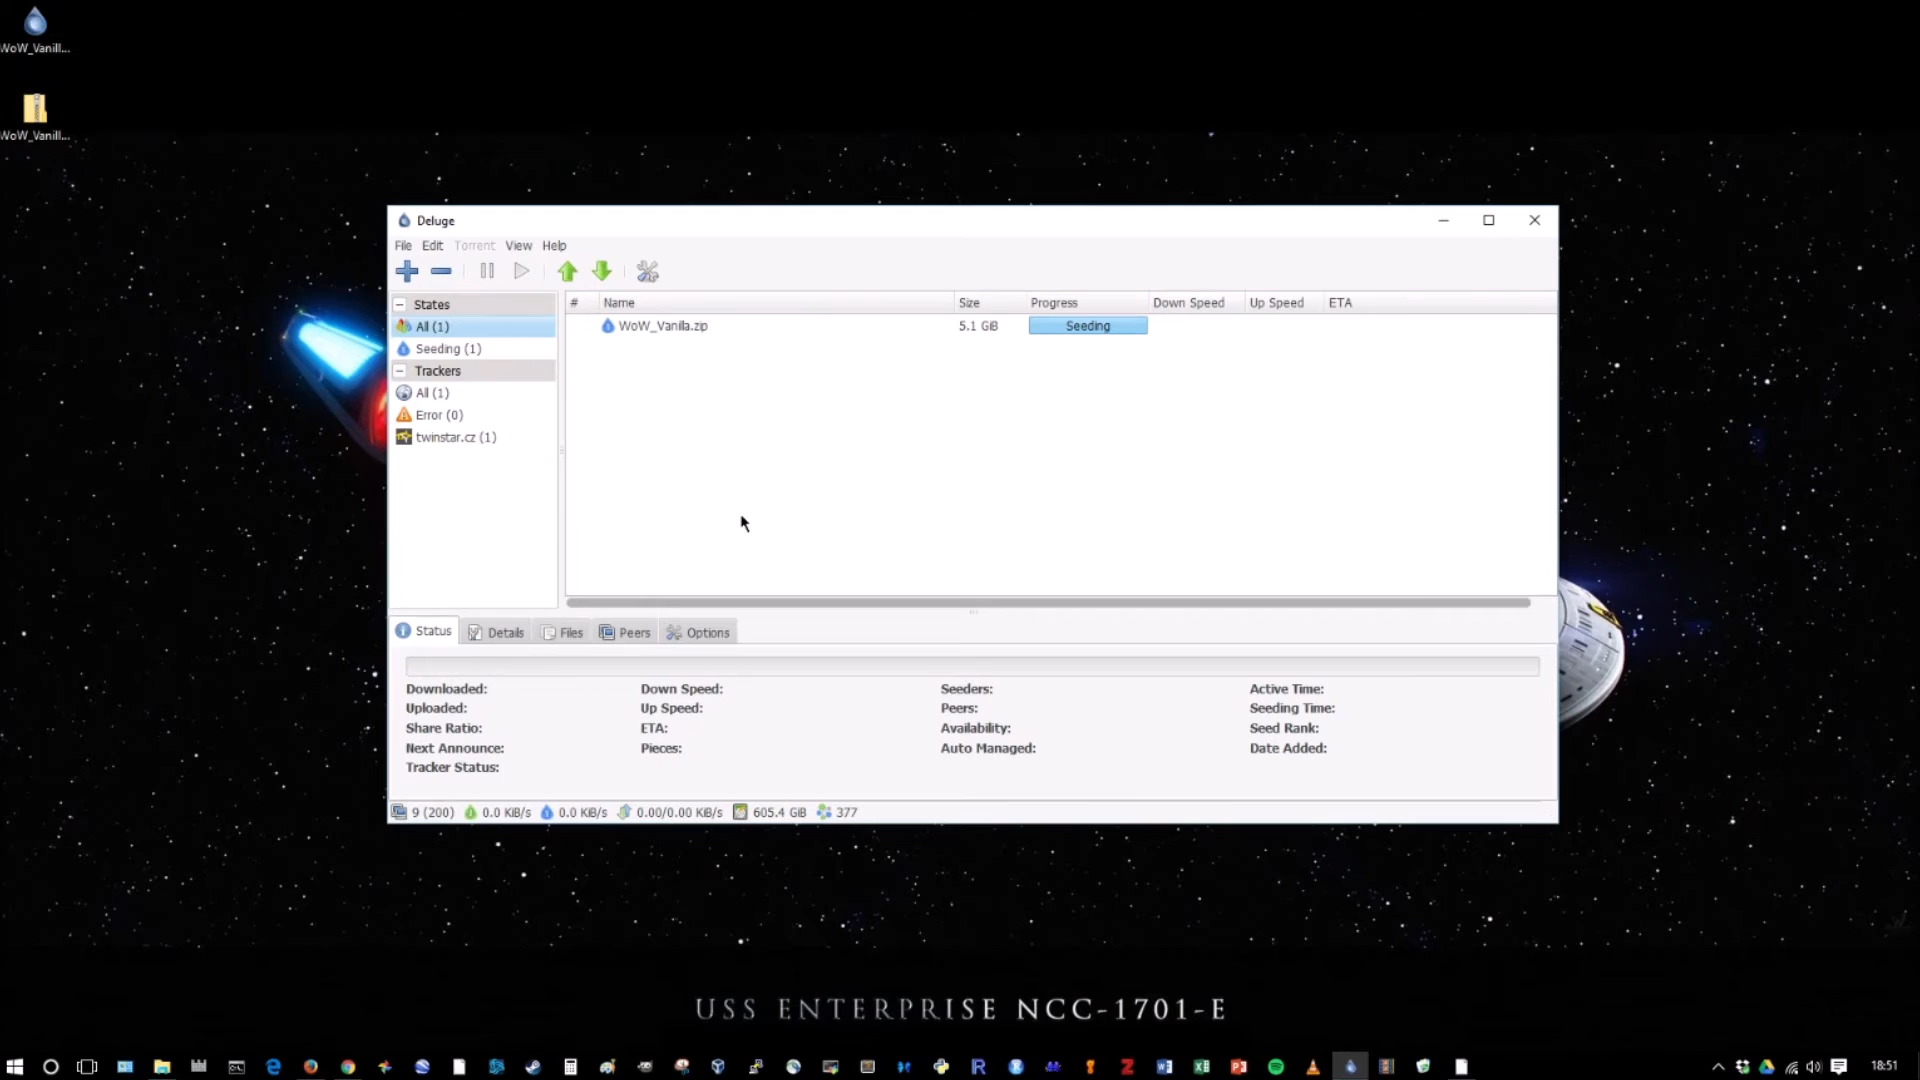 WoW_Vanill...
WoW_Vanill...
Deluge
File Edit Torrent View Help
States
All (1)
Seeding (1)
Trackers
All (1)
Error (0)
twinstar.cz (1)
# Name Size Progress Down Speed Up Speed ETA
WoW_Vanilla.zip 5.1 GiB Seeding
Status Details Files Peers Options
Downloaded: Down Speed: Seeders: Active Time:
Uploaded: Up Speed: Peers: Seeding Time:
Share Ratio: ETA: Availability: Seed Rank:
Next Announce: Pieces: Auto Managed: Date Added:
Tracker Status:
9 (200) 0.0 KiB/s 0.0 KiB/s 0.00/0.00 KiB/s 605.4 GiB 377
USS ENTERPRISE NCC-1701-E
18:51